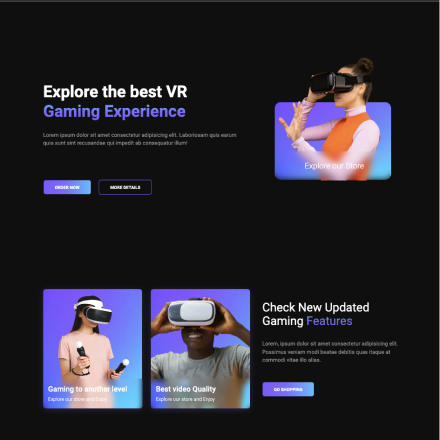 Explore the best VR
Gaming Experience
Lorem ipsum dolor sit amet consectetur adipisicing elit. Laboriosam quis earum
quia sunt sint recusandae qui impedit ab consequatur illum!
ORDER NOW
MORE DETAILS
Explore our Store
Gaming to another level
Explore our store and Enjoy
Best video Quality
Explore our store and Enjoy
Check New Updated
Gaming Features
Lorem, ipsum dolor sit amet consectetur adipisicing elit.
Possimus veniam modi beatae debitis quas itaque at
commodi vitae illo alias.
GO SHOPPING